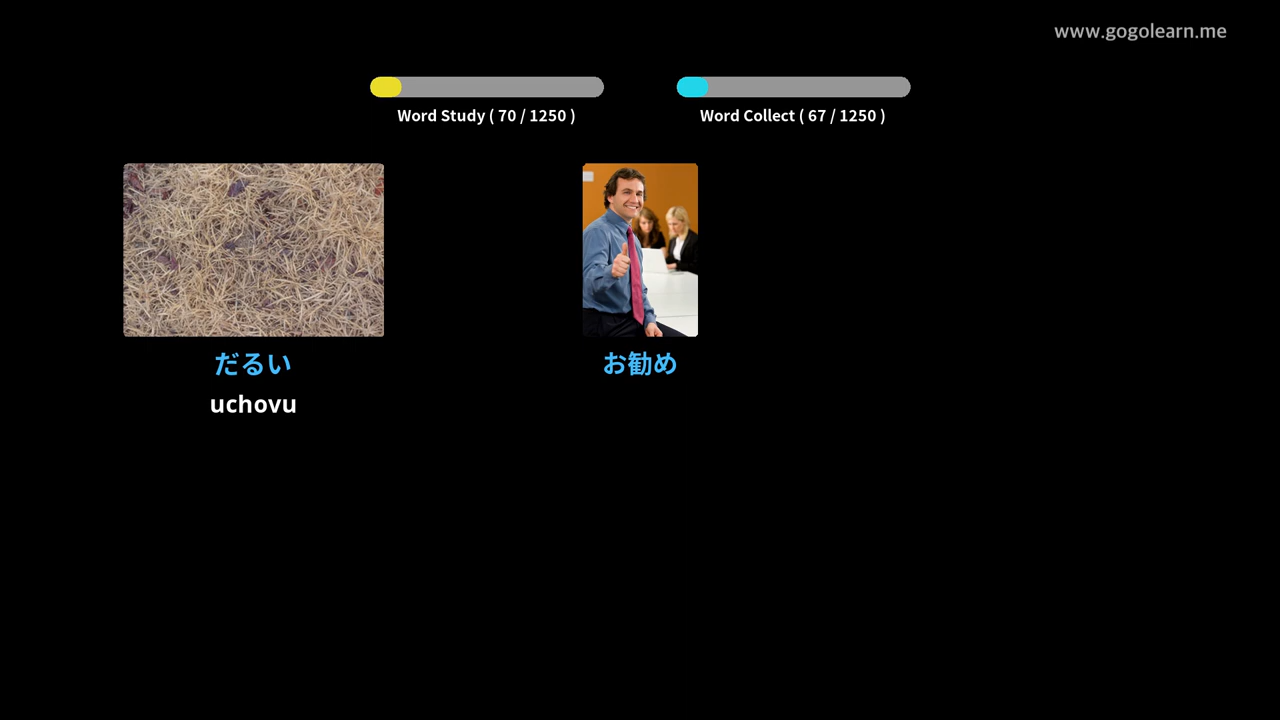 www.gogolearn.me
Word Study ( 70 / 1250 )
Word Collect ( 67 / 1250 )
だるい
uchovu
お勧め